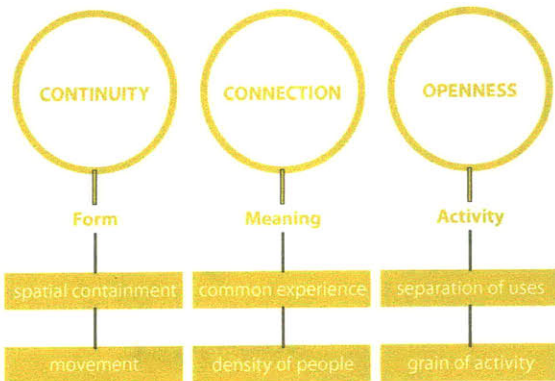 CONTINUITY
CONNECTION
OPENNESS
Form
Meaning
Activity
spatial containment
common experience
separation of uses
movement
density of people
grain of activity